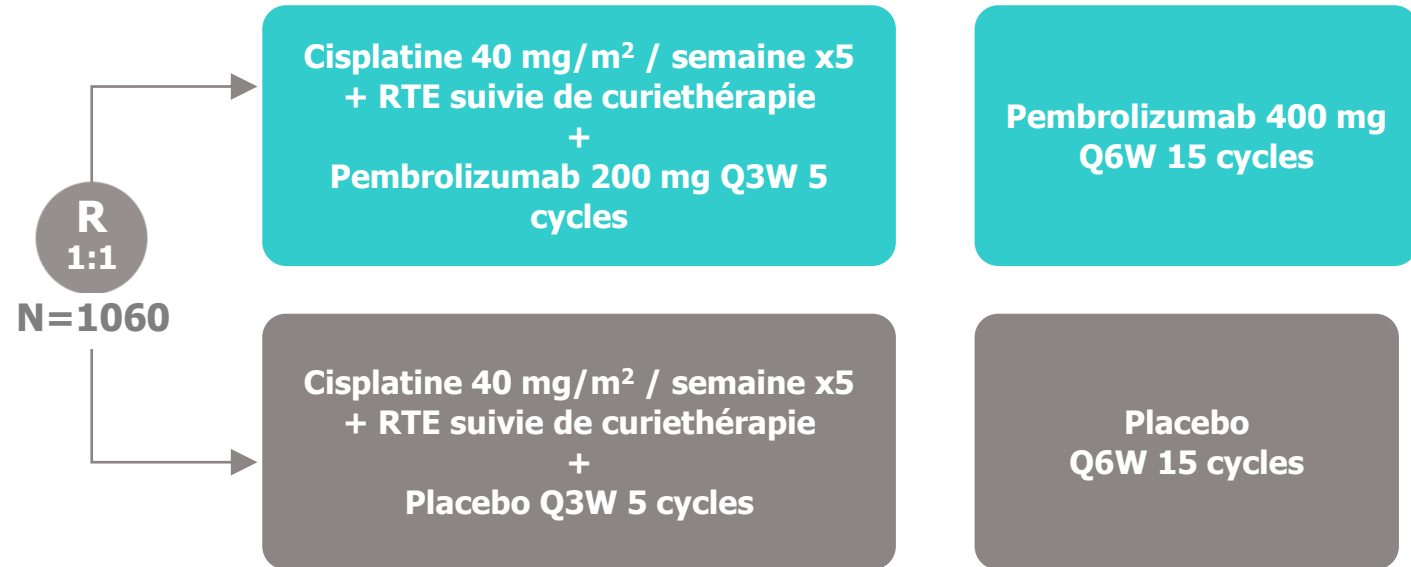 Cisplatine 40 mg/m² / semaine x5
+ RTE suivie de curiethérapie
+
Pembrolizumab 200 mg Q3W 5
cycles
Pembrolizumab 400 mg
Q6W 15 cycles
R
1:1
N=1060
Cisplatine 40 mg/m² / semaine x5
+ RTE suivie de curiethérapie
+
Placebo Q3W 5 cycles
Placebo
Q6W 15 cycles